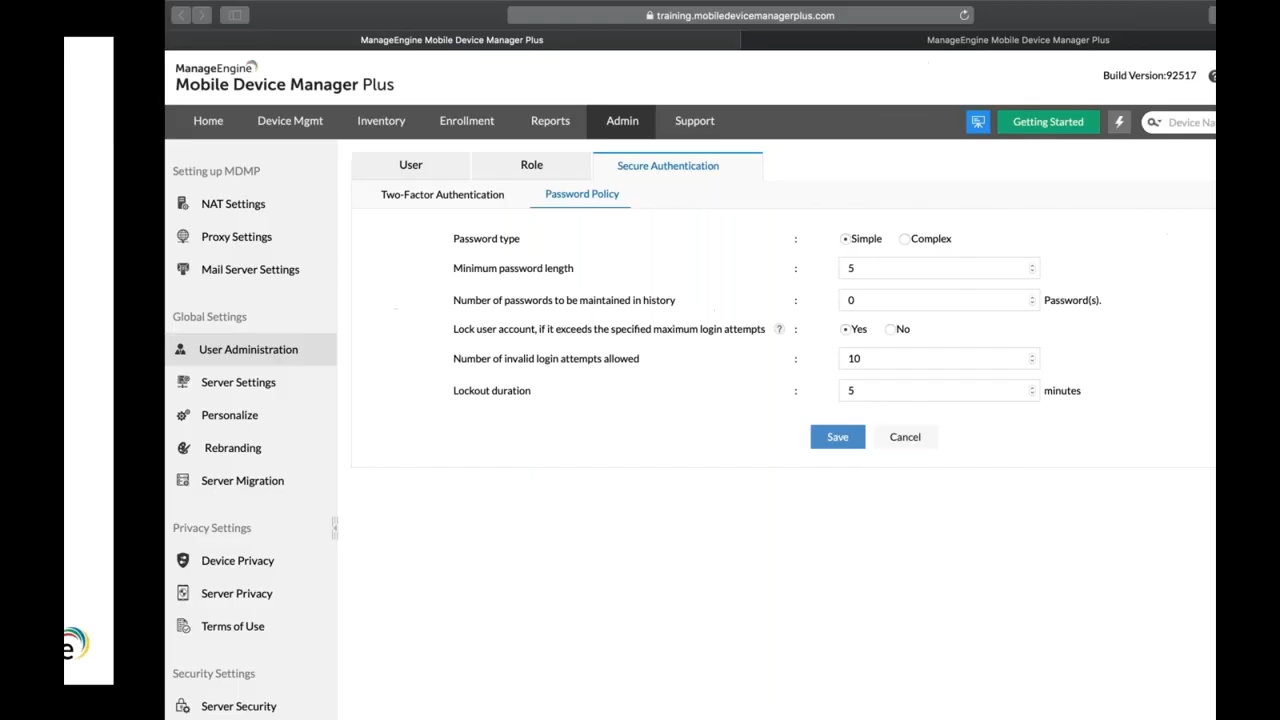 training.mobiledevicemanagerplus.com
ManageEngine Mobile Device Manager Plus
ManageEngine Mobile Device Manager Plus
ManageEngine
Mobile Device Manager Plus
Build Version:92517
Home
Device Mgmt
Inventory
Enrollment
Reports
Admin
Support
Getting Started
Device Na
Setting up MDMP
NAT Settings
Proxy Settings
Mail Server Settings
Global Settings
User Administration
Server Settings
Personalize
Rebranding
Server Migration
Privacy Settings
Device Privacy
Server Privacy
Terms of Use
Security Settings
Server Security
User
Role
Secure Authentication
Two-Factor Authentication
Password Policy
Password type : Simple Complex
Minimum password length : 5
Number of passwords to be maintained in history : 0 Password(s).
Lock user account, if it exceeds the specified maximum login attempts ? : Yes No
Number of invalid login attempts allowed : 10
Lockout duration : 5 minutes
Save
Cancel
e